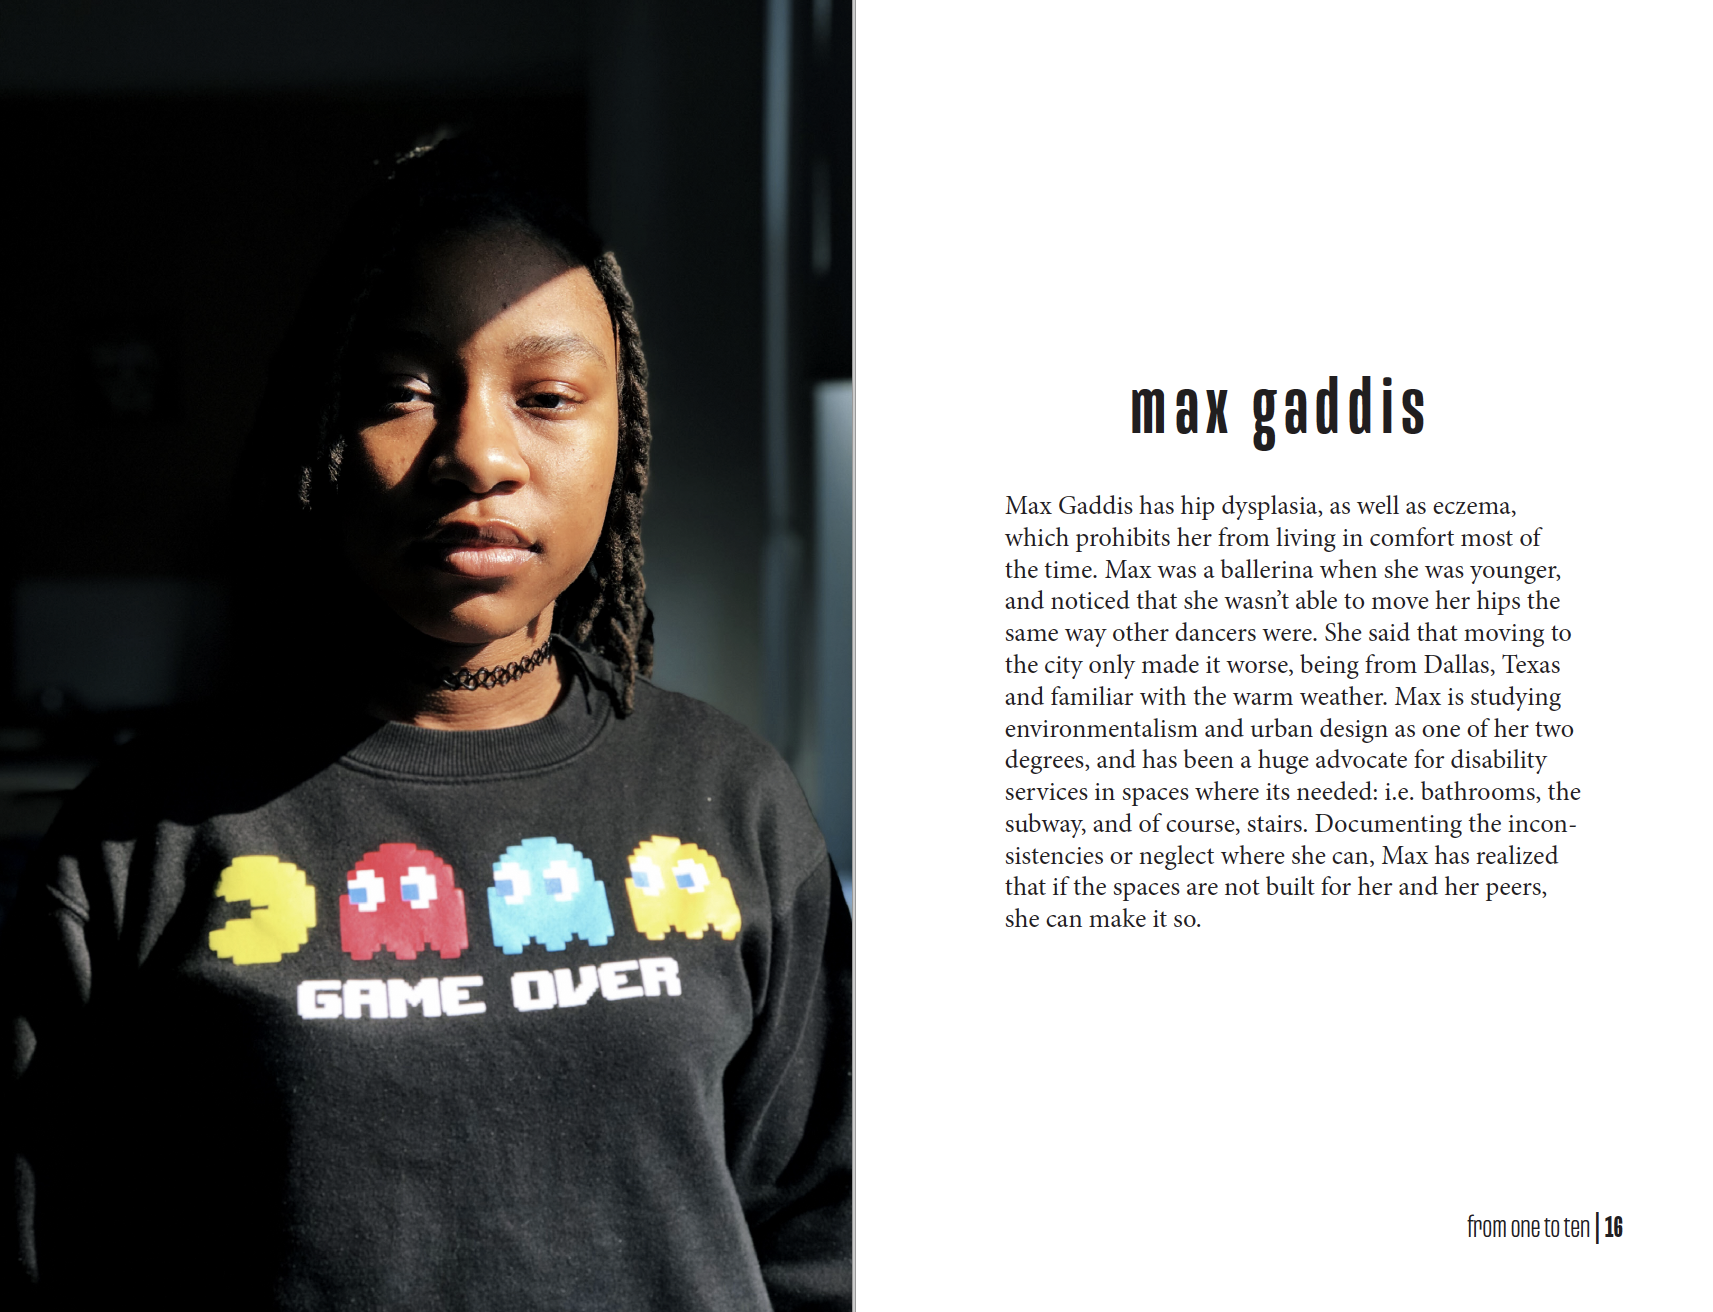 GAME OVER
max gaddis
Max Gaddis has hip dysplasia, as well as eczema,
which prohibits her from living in comfort most of
the time. Max was a ballerina when she was younger,
and noticed that she wasn’t able to move her hips the
same way other dancers were. She said that moving to
the city only made it worse, being from Dallas, Texas
and familiar with the warm weather. Max is studying
environmentalism and urban design as one of her two
degrees, and has been a huge advocate for disability
services in spaces where its needed: i.e. bathrooms, the
subway, and of course, stairs. Documenting the incon-
sistencies or neglect where she can, Max has realized
that if the spaces are not built for her and her peers,
she can make it so.
from one to ten | 16